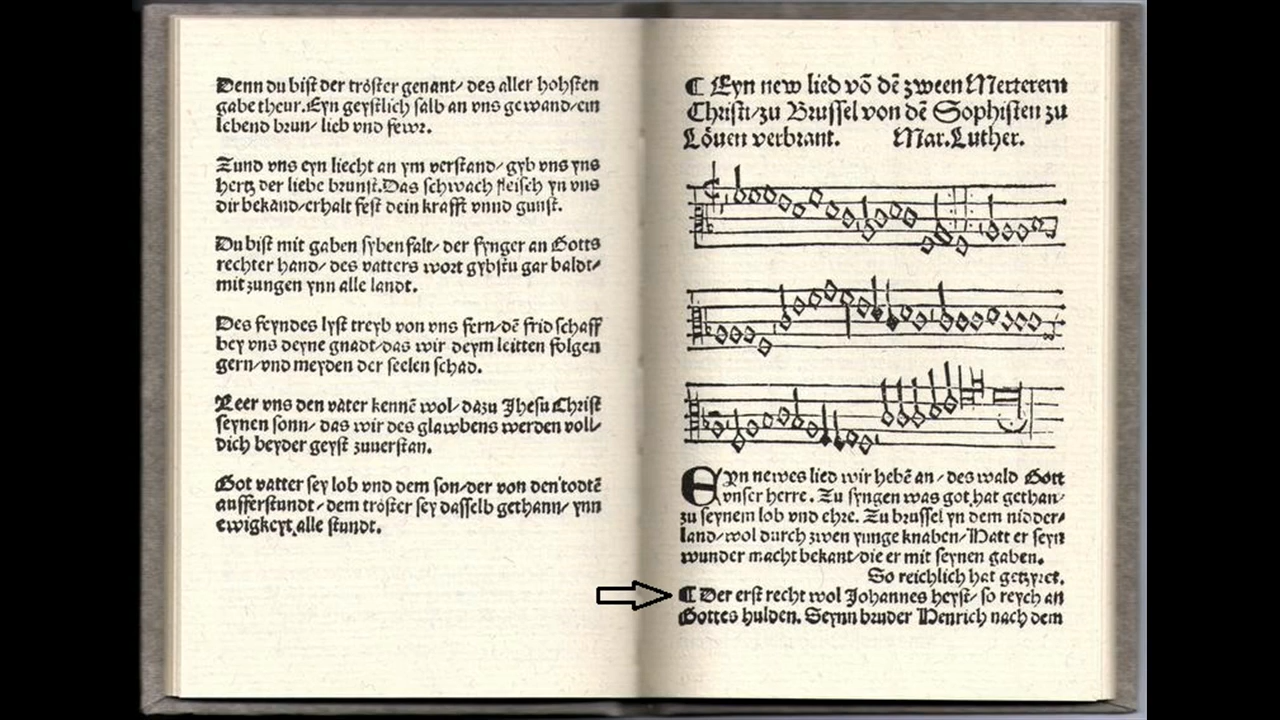 Denn du bist der tröster genant/ des aller hohsten
gabe theur.Eyn geystlich salb an vns gewand/ein
lebend brun/ lieb vnd fewr.
Zund vns eyn liecht an ym verstand/ gyb vns yns
hertz der liebe brunst.Das schwach fleisch yn vns
dir bekand/erhalt fest dein krafft vnnd gunst.
Du bist mit gaben sybenfalt/ der fynger an Gotts
rechter hand/ des vatters wort gybstu gar baldt/
mit zungen ynn alle landt.
Des feyndes lyst treyb von vns fern/dē frid schaff
bey vns deyne gnadt/das wir deym leitten folgen
gern/vnd meyden der seelen schad.
Leer vns den vater kennē wol/ dazu Jhesu Christ
seynen sonn/ das wir des glawbens werden voll/
dich beyder geyst zuuerstan.
Got vatter sey lob vnd dem son/der von den todtē
aufferstundt/ dem tröster sey dasselb gethann/ ynn
ewigkeyt alle stundt.
¶ Eyn new lied vō dē zween Merterern
Christi/zu Brussel von dē Sophisten zu
Löuen verbrant. Mar.Luther.
EYn newes lied wir hebē an/ des wald Gott
vnser herre. Zu syngen was got hat gethan/
zu seynem lob vnd ehre. Zu brussel yn dem nidder/
land/wol durch zwen yunge knaben/Hatt er seyn
wunder macht bekant/die er mit seynen gaben.
So reichlich hat getzyret.
¶ Der erst recht wol Johannes heyst/ so reych an
Gottes hulden. Seynn bruder Henrich nach dem